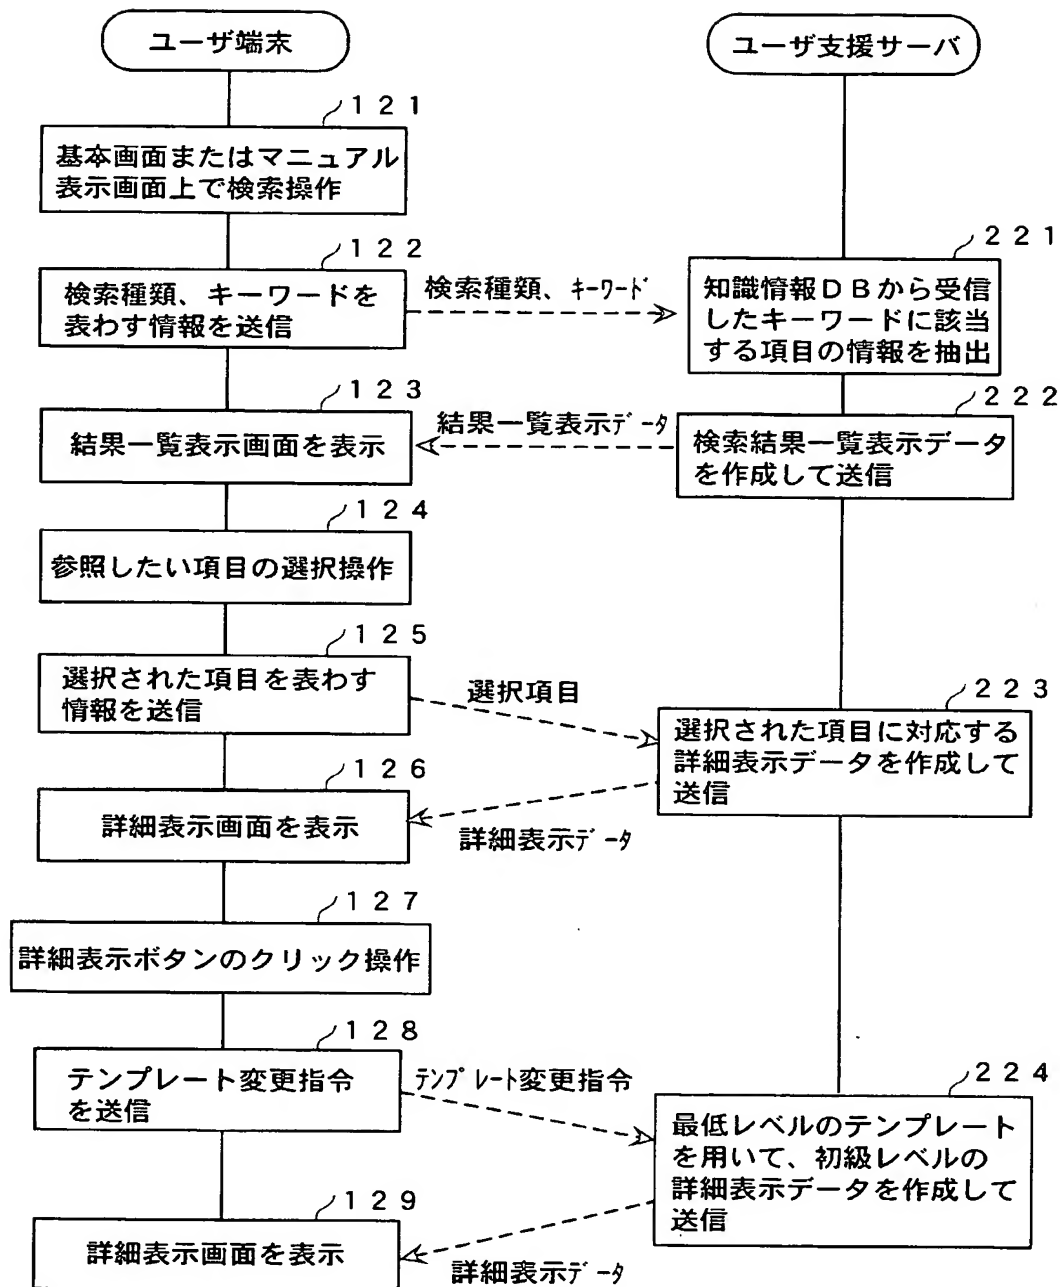 ユーザ端末
ユーザ支援サーバ
121
基本画面またはマニュアル
表示画面上で検索操作
122
検索種類、キーワードを
表わす情報を送信
検索種類、ｷｰﾜｰﾄﾞ
221
知識情報ＤＢから受信
したキーワードに該当
する項目の情報を抽出
123
結果一覧表示画面を表示
結果一覧表示ﾃﾞｰﾀ
222
検索結果一覧表示データ
を作成して送信
124
参照したい項目の選択操作
125
選択された項目を表わす
情報を送信
選択項目
223
選択された項目に対応する
詳細表示データを作成して
送信
126
詳細表示画面を表示
詳細表示ﾃﾞｰﾀ
127
詳細表示ボタンのクリック操作
128
テンプレート変更指令
を送信
ﾃﾝﾌﾟﾚｰﾄ変更指令
224
最低レベルのテンプレート
を用いて、初級レベルの
詳細表示データを作成して
送信
129
詳細表示画面を表示
詳細表示ﾃﾞｰﾀ